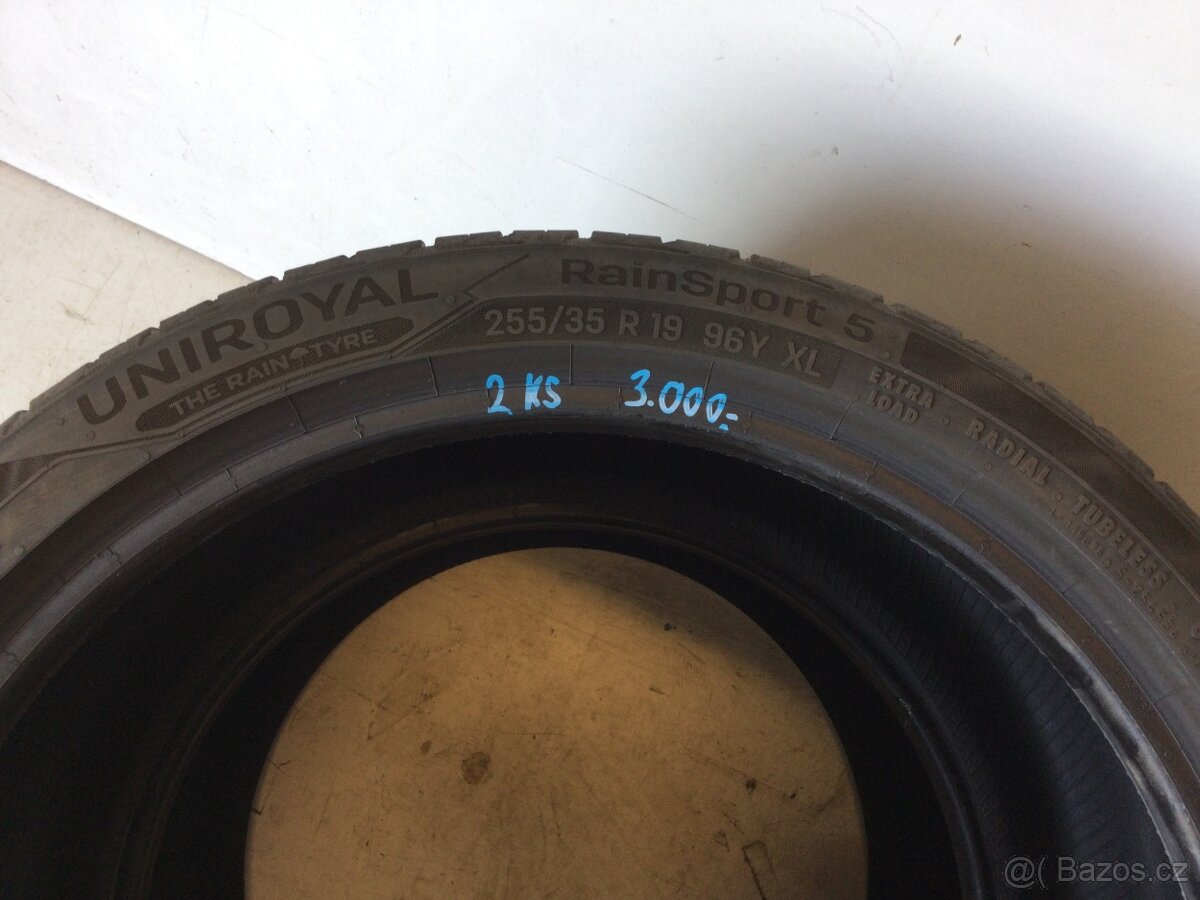 UNIROYAL
THE RAIN TYRE
RainSport 5
255/35 R 19 96Y XL
EXTRA LOAD · RADIAL · TUBELESS
2 KS 3.000,-
@( Bazos.cz